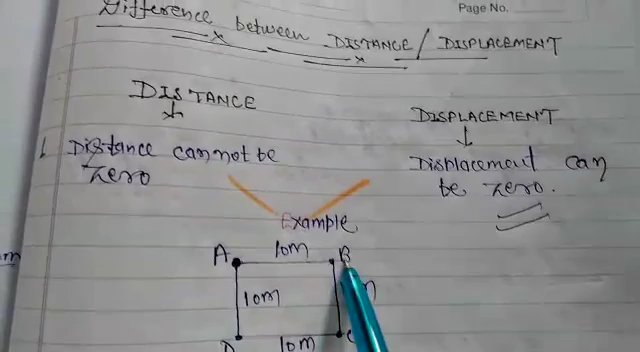 Page No.
Difference between DISTANCE/DISPLACEMENT
DISTANCE
DISPLACEMENT
1 Distance cannot be
zero
Displacement can
be zero.
Example
A 10m B
10m
D 10m C